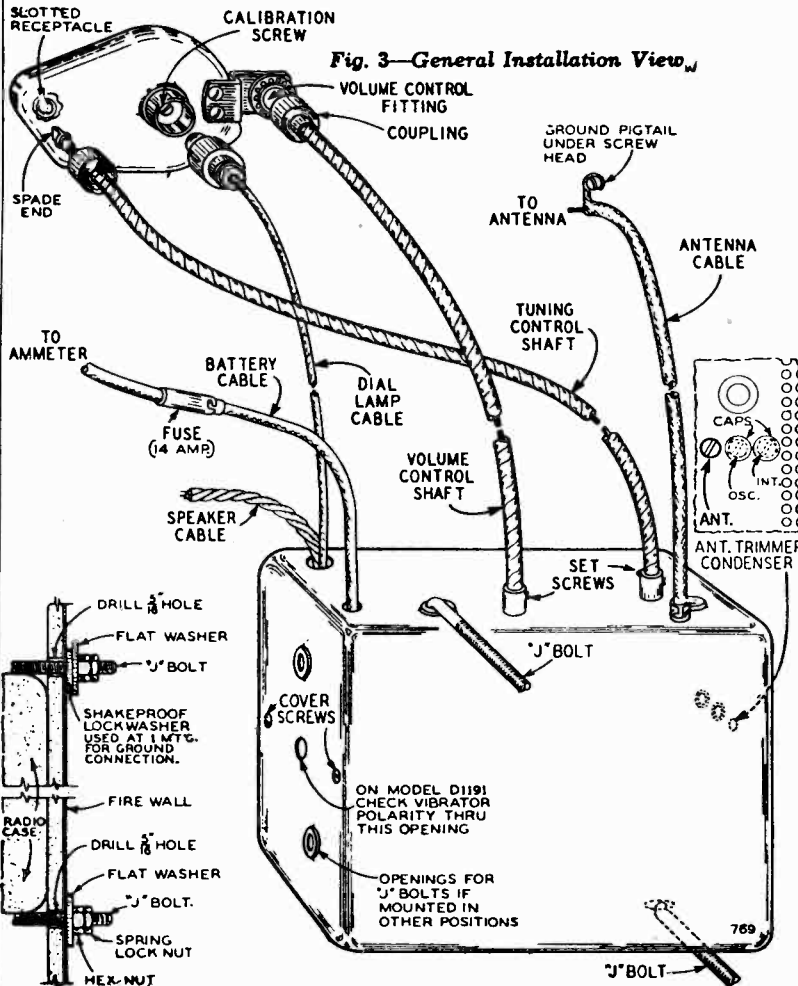 SLOTTED
RECEPTACLE
CALIBRATION
SCREW
Fig. 3—General Installation View
VOLUME CONTROL
FITTING
COUPLING
GROUND PIGTAIL
UNDER SCREW
HEAD
SPADE
END
TO
ANTENNA
ANTENNA
CABLE
TUNING
CONTROL
SHAFT
TO
AMMETER
BATTERY
CABLE
DIAL
LAMP
CABLE
FUSE
(14 AMP.)
CAPS
OSC.
INT.
ANT.
ANT. TRIMMER
CONDENSER
VOLUME
CONTROL
SHAFT
SPEAKER
CABLE
SET
SCREWS
DRILL 5/16" HOLE
FLAT WASHER
"J" BOLT
"J" BOLT
SHAKEPROOF
LOCKWASHER
USED AT 1 MT'G.
FOR GROUND
CONNECTION.
COVER
SCREWS
FIRE WALL
ON MODEL D1191
CHECK VIBRATOR
POLARITY THRU
THIS OPENING
RADIO
CASE
DRILL 5/16" HOLE
FLAT WASHER
"J" BOLT.
OPENINGS FOR
"J" BOLTS IF
MOUNTED IN
OTHER POSITIONS
769
SPRING
LOCK NUT
HEX-NUT
"J" BOLT